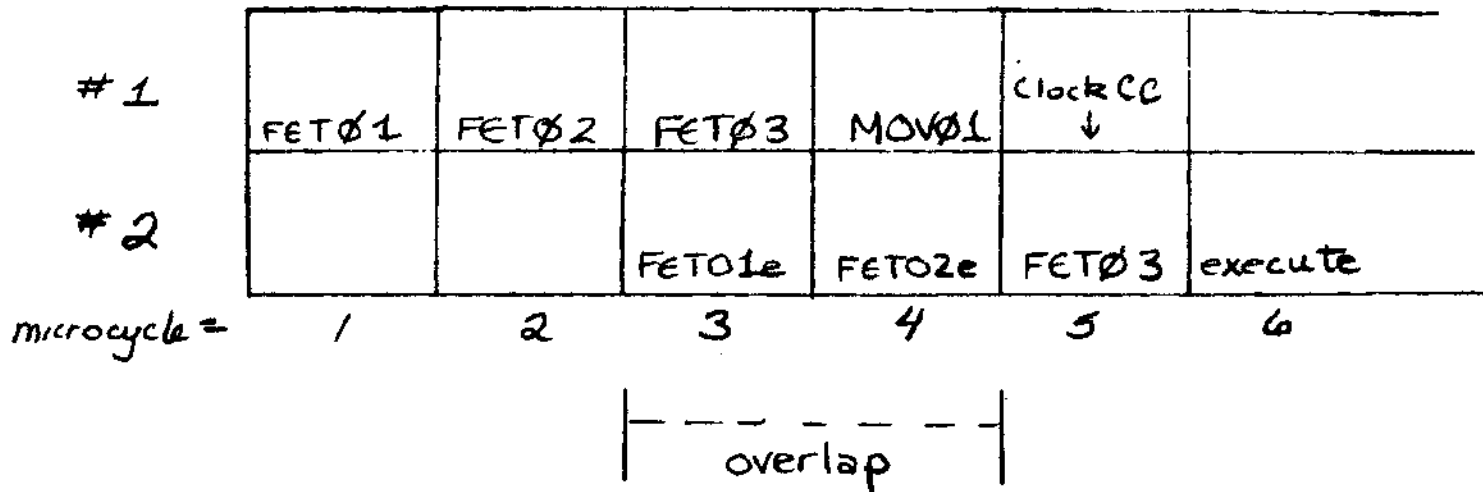 #1
FETØ1 FETØ2 FETØ3 MOVØ1 Clock CC ↓
#2
FETO1e FETO2e FETØ3 execute
microcycle = 1 2 3 4 5 6
overlap